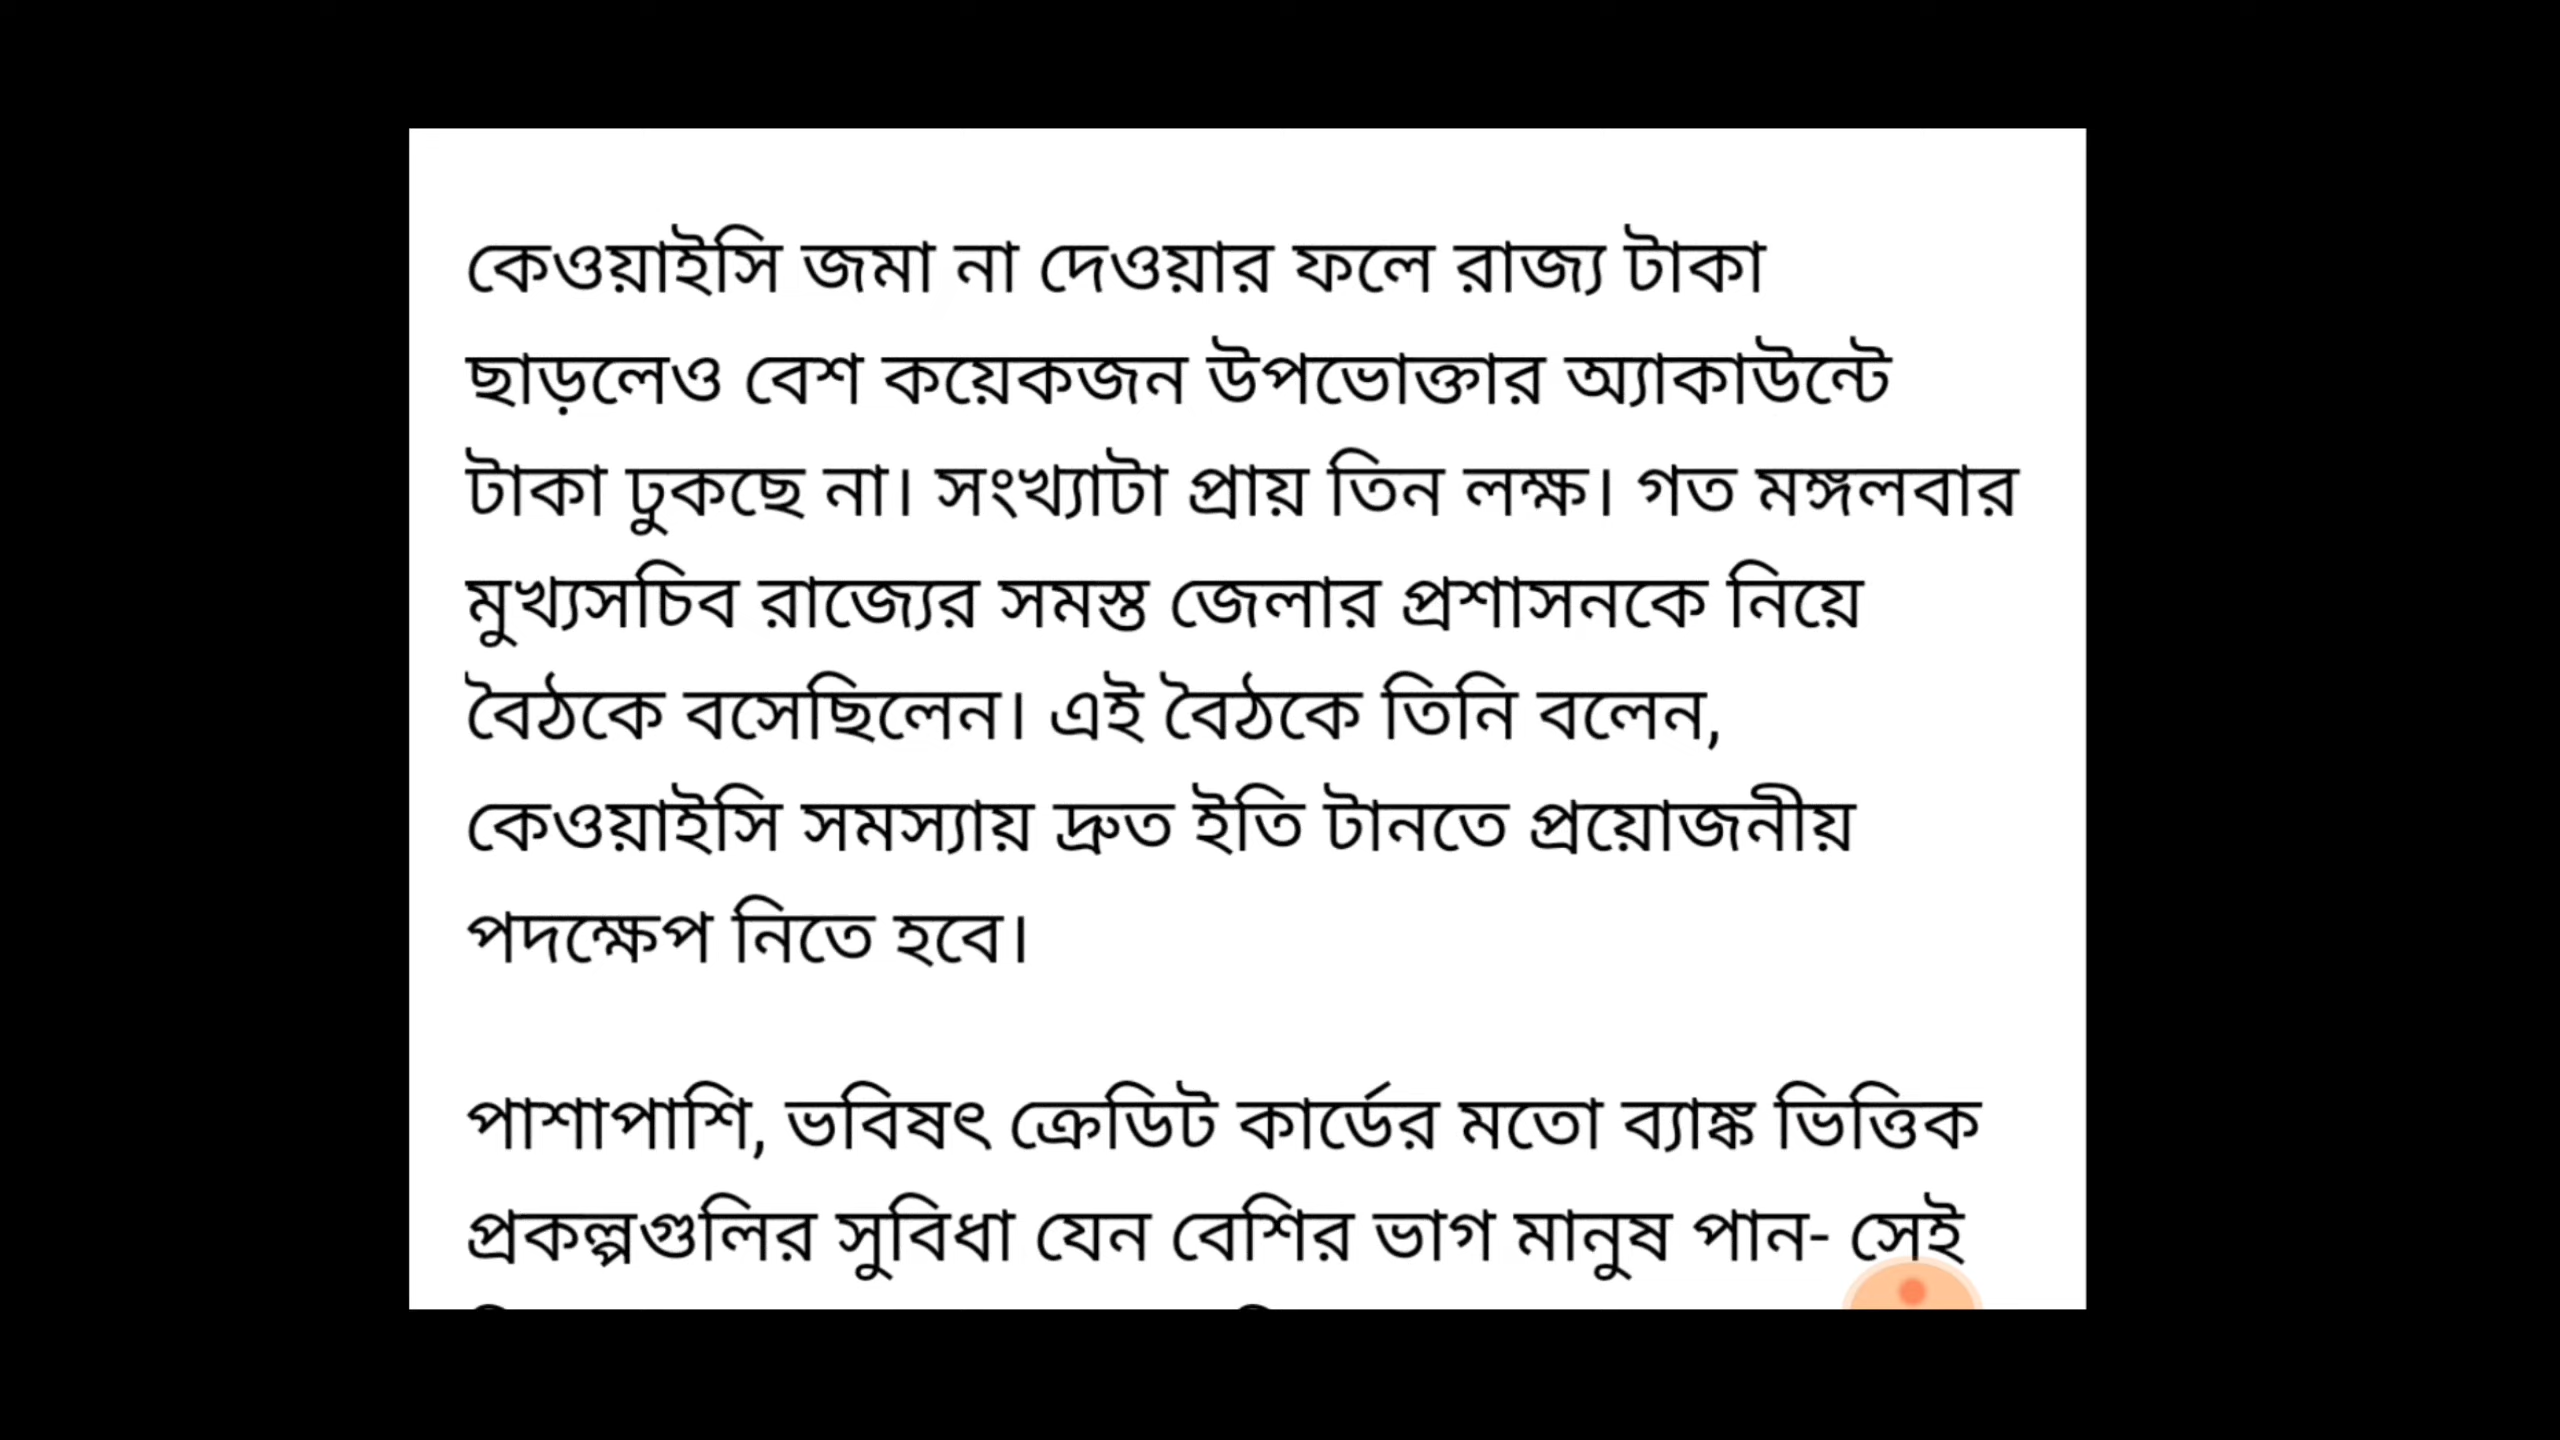 কেওয়াইসি জমা না দেওয়ার ফলে রাজ্য টাকা
ছাড়লেও বেশ কয়েকজন উপভোক্তার অ্যাকাউন্টে
টাকা ঢুকছে না। সংখ্যাটা প্রায় তিন লক্ষ। গত মঙ্গলবার
মুখ্যসচিব রাজ্যের সমস্ত জেলার প্রশাসনকে নিয়ে
বৈঠকে বসেছিলেন। এই বৈঠকে তিনি বলেন,
কেওয়াইসি সমস্যায় দ্রুত ইতি টানতে প্রয়োজনীয়
পদক্ষেপ নিতে হবে।
পাশাপাশি, ভবিষৎ ক্রেডিট কার্ডের মতো ব্যাঙ্ক ভিত্তিক
প্রকল্পগুলির সুবিধা যেন বেশির ভাগ মানুষ পান- সেই